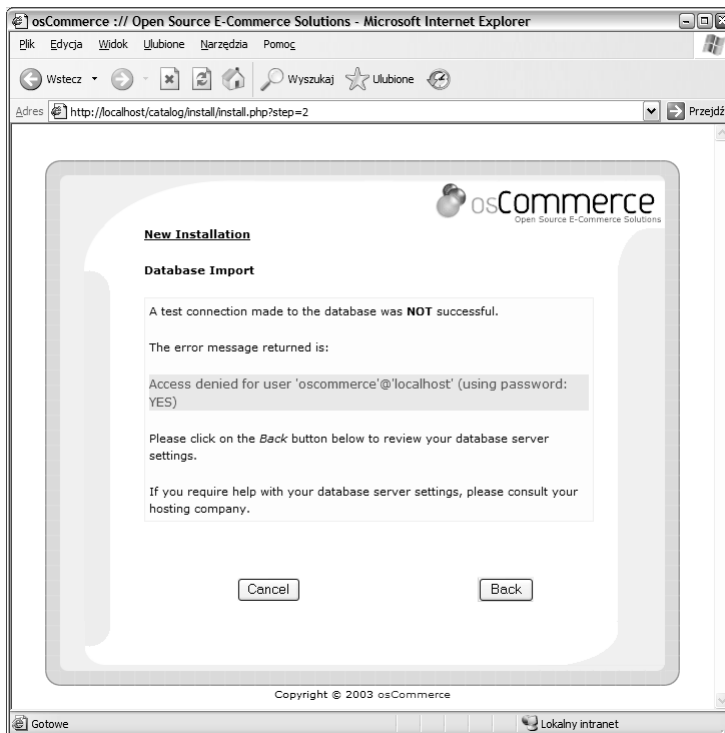 osCommerce :// Open Source E-Commerce Solutions - Microsoft Internet Explorer
Plik Edycja Widok Ulubione Narzędzia Pomoc
Wstecz Wyszukaj Ulubione
Adres http://localhost/catalog/install/install.php?step=2 Przejdź
osCommerce
Open Source E-Commerce Solutions
New Installation
Database Import
A test connection made to the database was NOT successful.
The error message returned is:
Access denied for user 'oscommerce'@'localhost' (using password:
YES)
Please click on the Back button below to review your database server
settings.
If you require help with your database server settings, please consult your
hosting company.
Cancel Back
Copyright © 2003 osCommerce
Gotowe Lokalny intranet